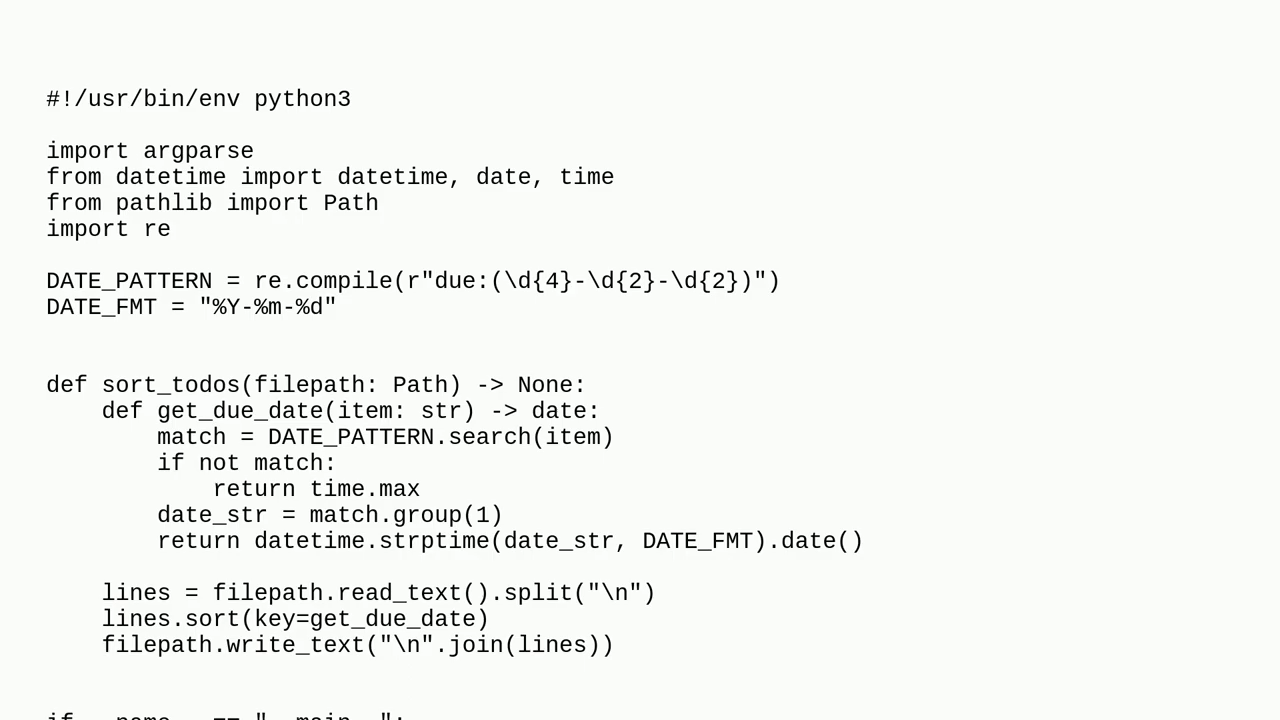 #!/usr/bin/env python3

import argparse
from datetime import datetime, date, time
from pathlib import Path
import re

DATE_PATTERN = re.compile(r"due:(\d{4}-\d{2}-\d{2})")
DATE_FMT = "%Y-%m-%d"


def sort_todos(filepath: Path) -> None:
    def get_due_date(item: str) -> date:
        match = DATE_PATTERN.search(item)
        if not match:
            return time.max
        date_str = match.group(1)
        return datetime.strptime(date_str, DATE_FMT).date()

    lines = filepath.read_text().split("\n")
    lines.sort(key=get_due_date)
    filepath.write_text("\n".join(lines))


if __name__ == "__main__":